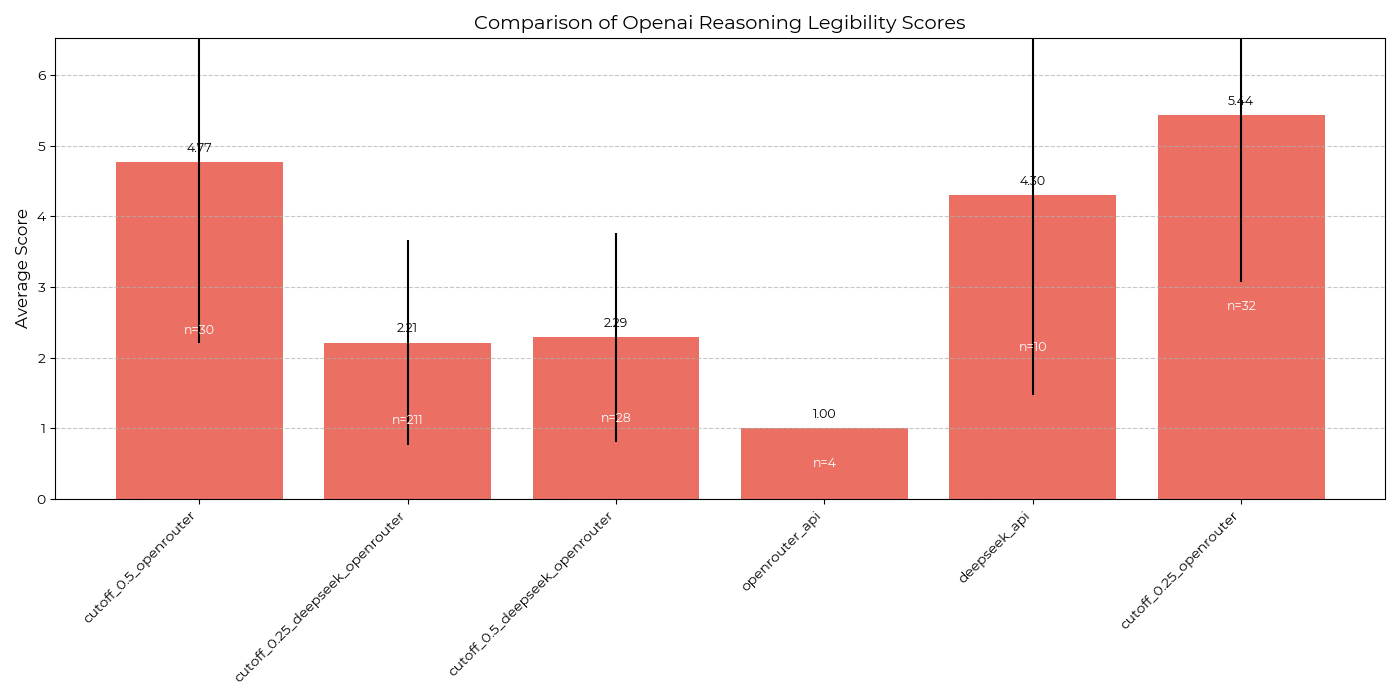 Comparison of Openai Reasoning Legibility Scores
Average Score
6
5
4
3
2
1
0
4.77
n=30
2.21
n=211
2.29
n=28
1.00
n=4
4.30
n=10
5.44
n=32
cutoff_0.5_openrouter
cutoff_0.25_deepseek_openrouter
cutoff_0.5_deepseek_openrouter
openrouter_api
deepseek_api
cutoff_0.25_openrouter